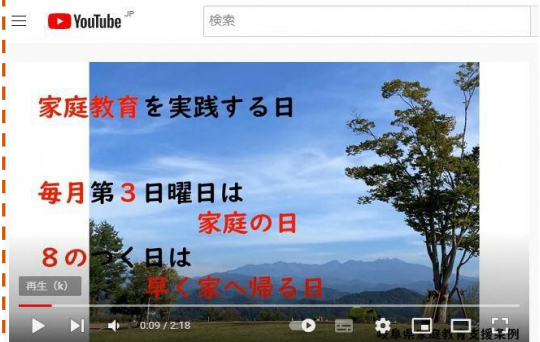 YouTube JP
検索
家庭教育を実践する日
毎月第３日曜日は
家庭の日
８のつく日は
早く家へ帰る日
再生（k）
0:09 / 2:18
岐阜県家庭教育支援条例